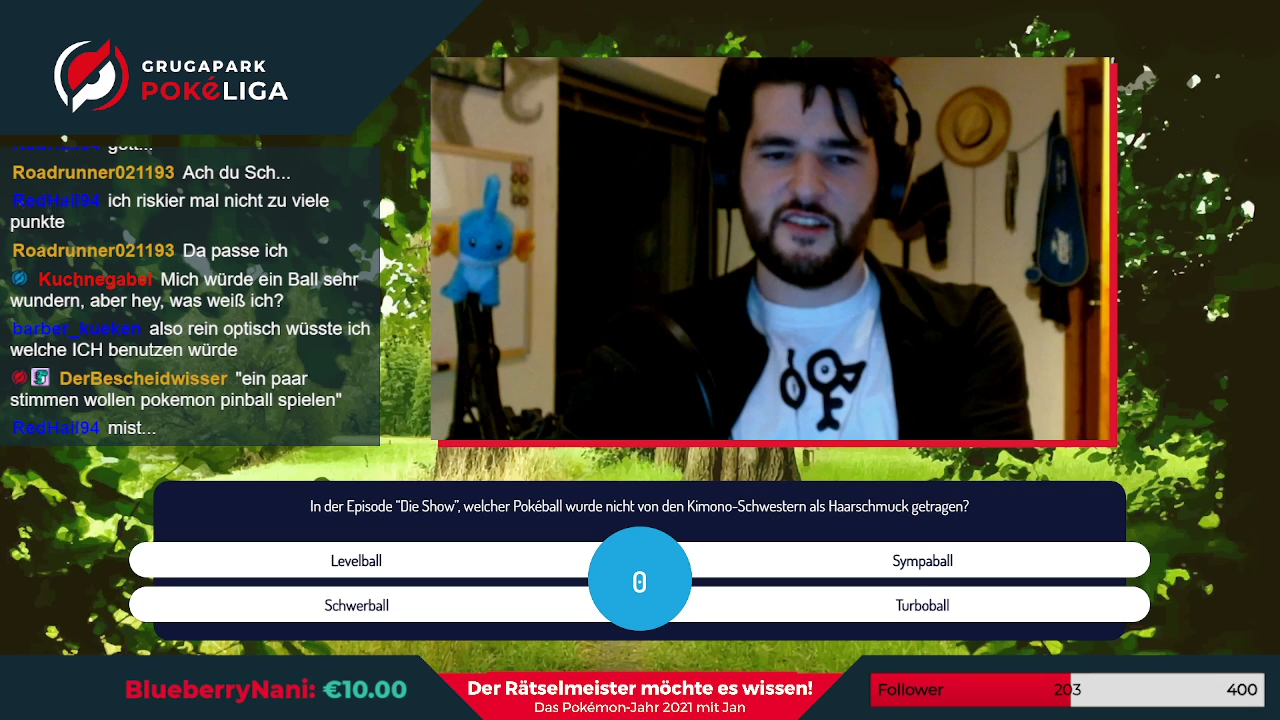 GRUGAPARK
POKéLIGA
RedHail94 gott...
Roadrunner021193 Ach du Sch...
RedHail94 ich riskier mal nicht zu viele
punkte
Roadrunner021193 Da passe ich
Kuchnegabel Mich würde ein Ball sehr
wundern, aber hey, was weiß ich?
barber_kueken also rein optisch wüsste ich
welche ICH benutzen würde
DerBescheidwisser "ein paar
stimmen wollen pokemon pinball spielen"
RedHail94 mist...
In der Episode "Die Show", welcher Pokéball wurde nicht von den Kimono-Schwestern als Haarschmuck getragen?
Levelball
Sympaball
0
Schwerball
Turboball
BlueberryNani: €10.00
Der Rätselmeister möchte es wissen!
Das Pokémon-Jahr 2021 mit Jan
Follower 203 400